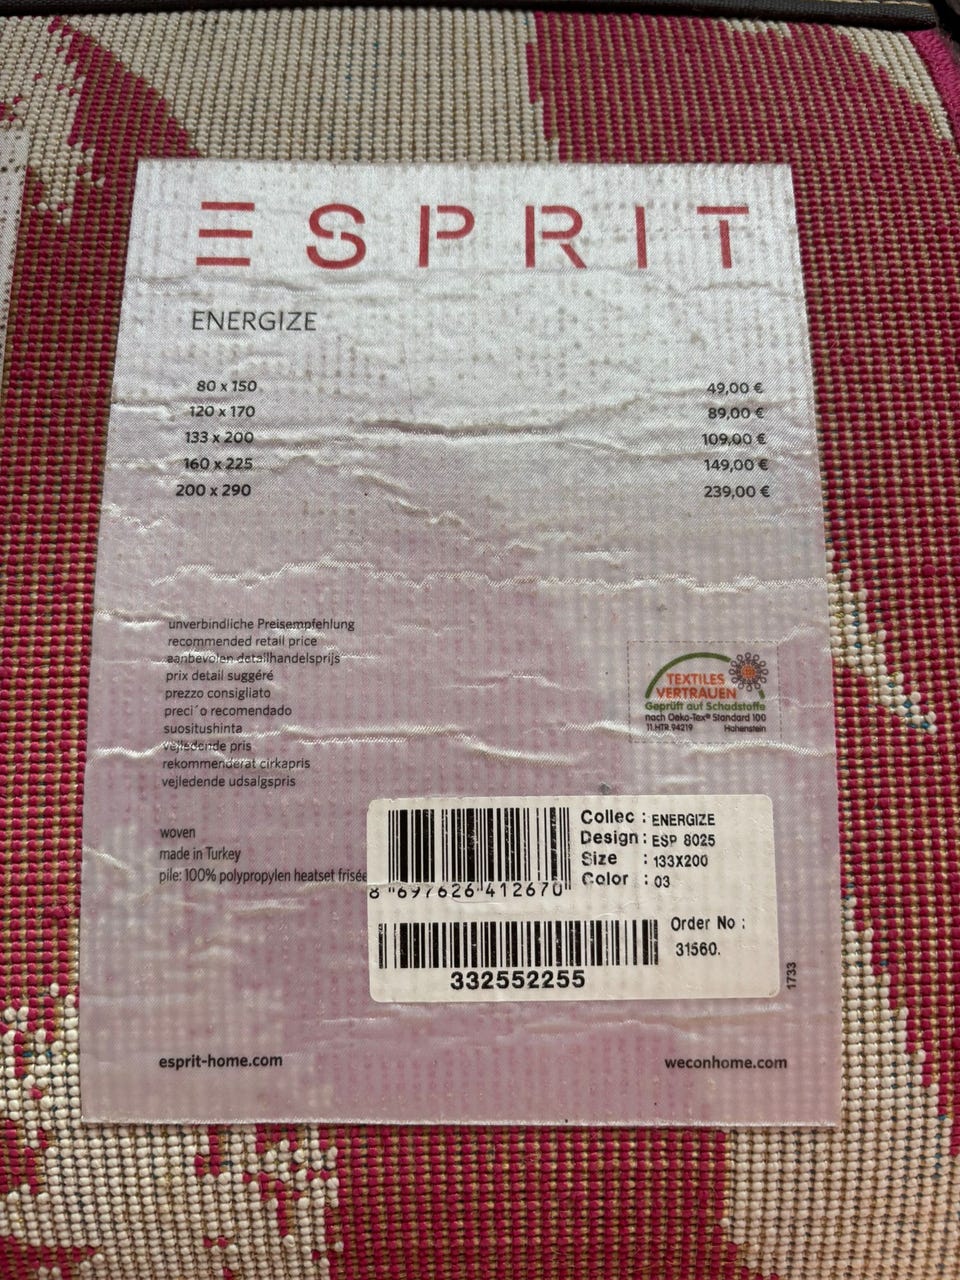 ESPRIT
ENERGIZE
80 x 150 49,00 €
120 x 170 89,00 €
133 x 200 109,00 €
160 x 225 149,00 €
200 x 290 239,00 €
unverbindliche Preisempfehlung
recommended retail price
aanbevolen detailhandelsprijs
prix detail suggéré
prezzo consigliato
preci´o recomendado
suositushinta
vejledende pris
rekommenderat cirkapris
vejledende udsalgspris
TEXTILES
VERTRAUEN
Geprüft auf Schadstoffe
nach Oeko-Tex® Standard 100
11.HTR.94219 Hohenstein
woven
made in Turkey
pile: 100% polypropylen heatset frisée
Collec : ENERGIZE
Design : ESP 8025
Size : 133X200
Color : 03
8 697626 412670
Order No :
31560.
332552255
1733
esprit-home.com
weconhome.com